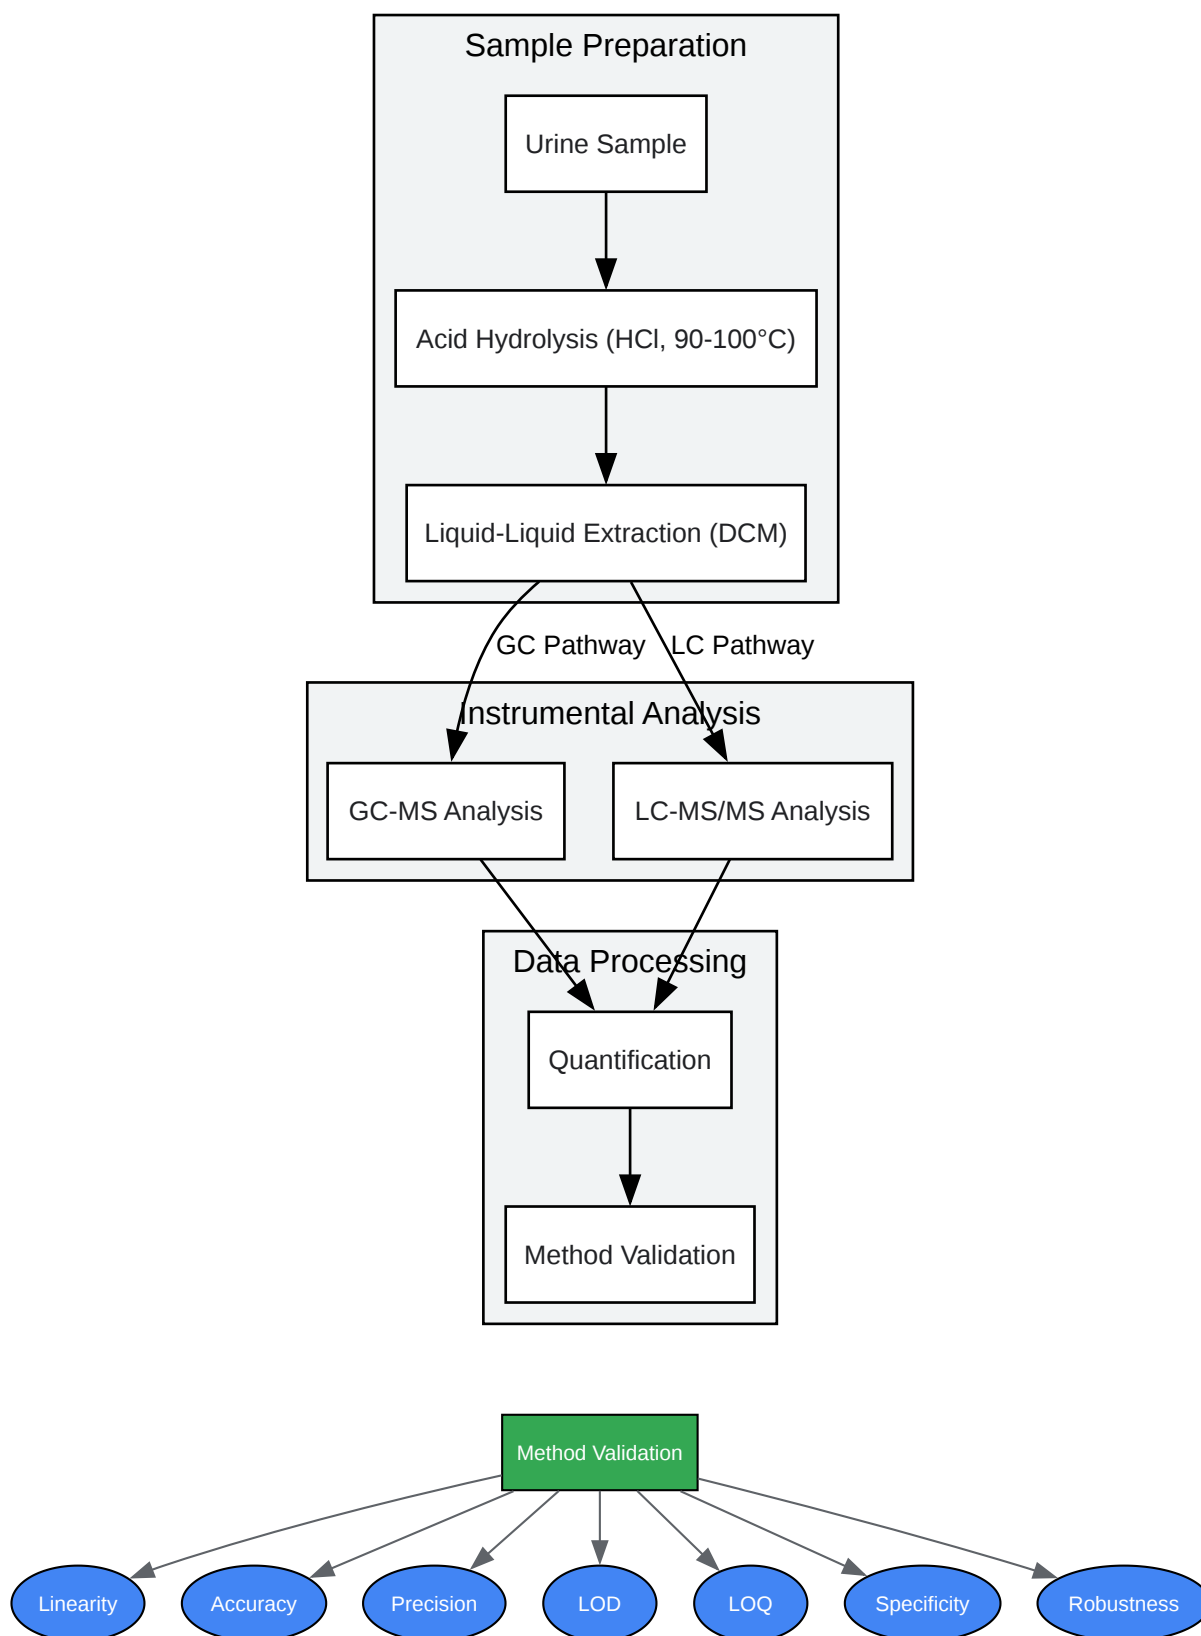 Sample Preparation
Urine Sample
Acid Hydrolysis (HCl, 90-100°C)
Liquid-Liquid Extraction (DCM)
GC Pathway
LC Pathway
Instrumental Analysis
GC-MS Analysis
LC-MS/MS Analysis
Data Processing
Quantification
Method Validation
Method Validation
Linearity
Accuracy
Precision
LOD
LOQ
Specificity
Robustness